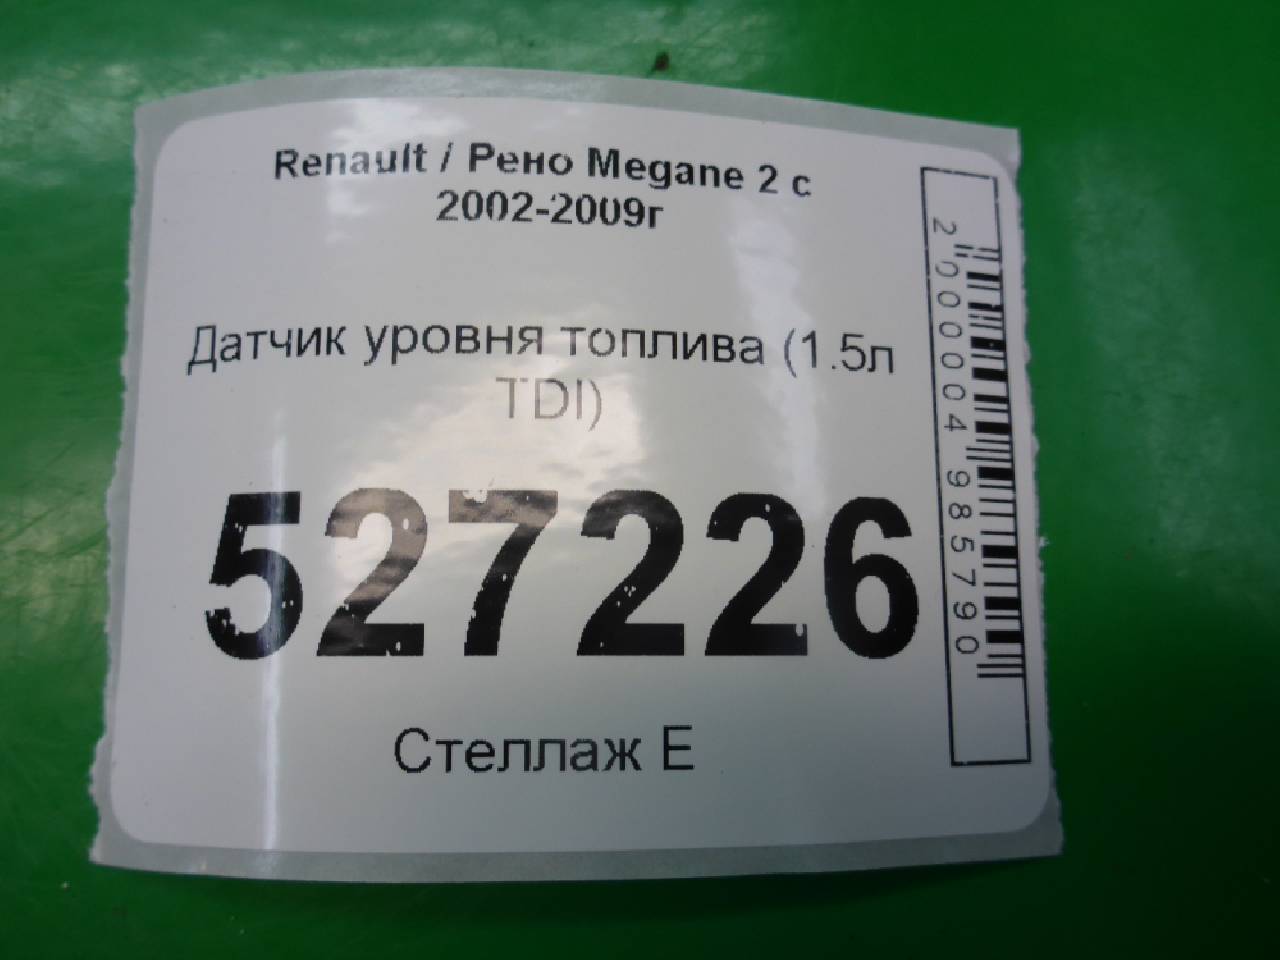 Renault / Рено Megane 2 с
2002-2009г
Датчик уровня топлива (1.5л
TDI)
527226
Стеллаж Е
2000004985790